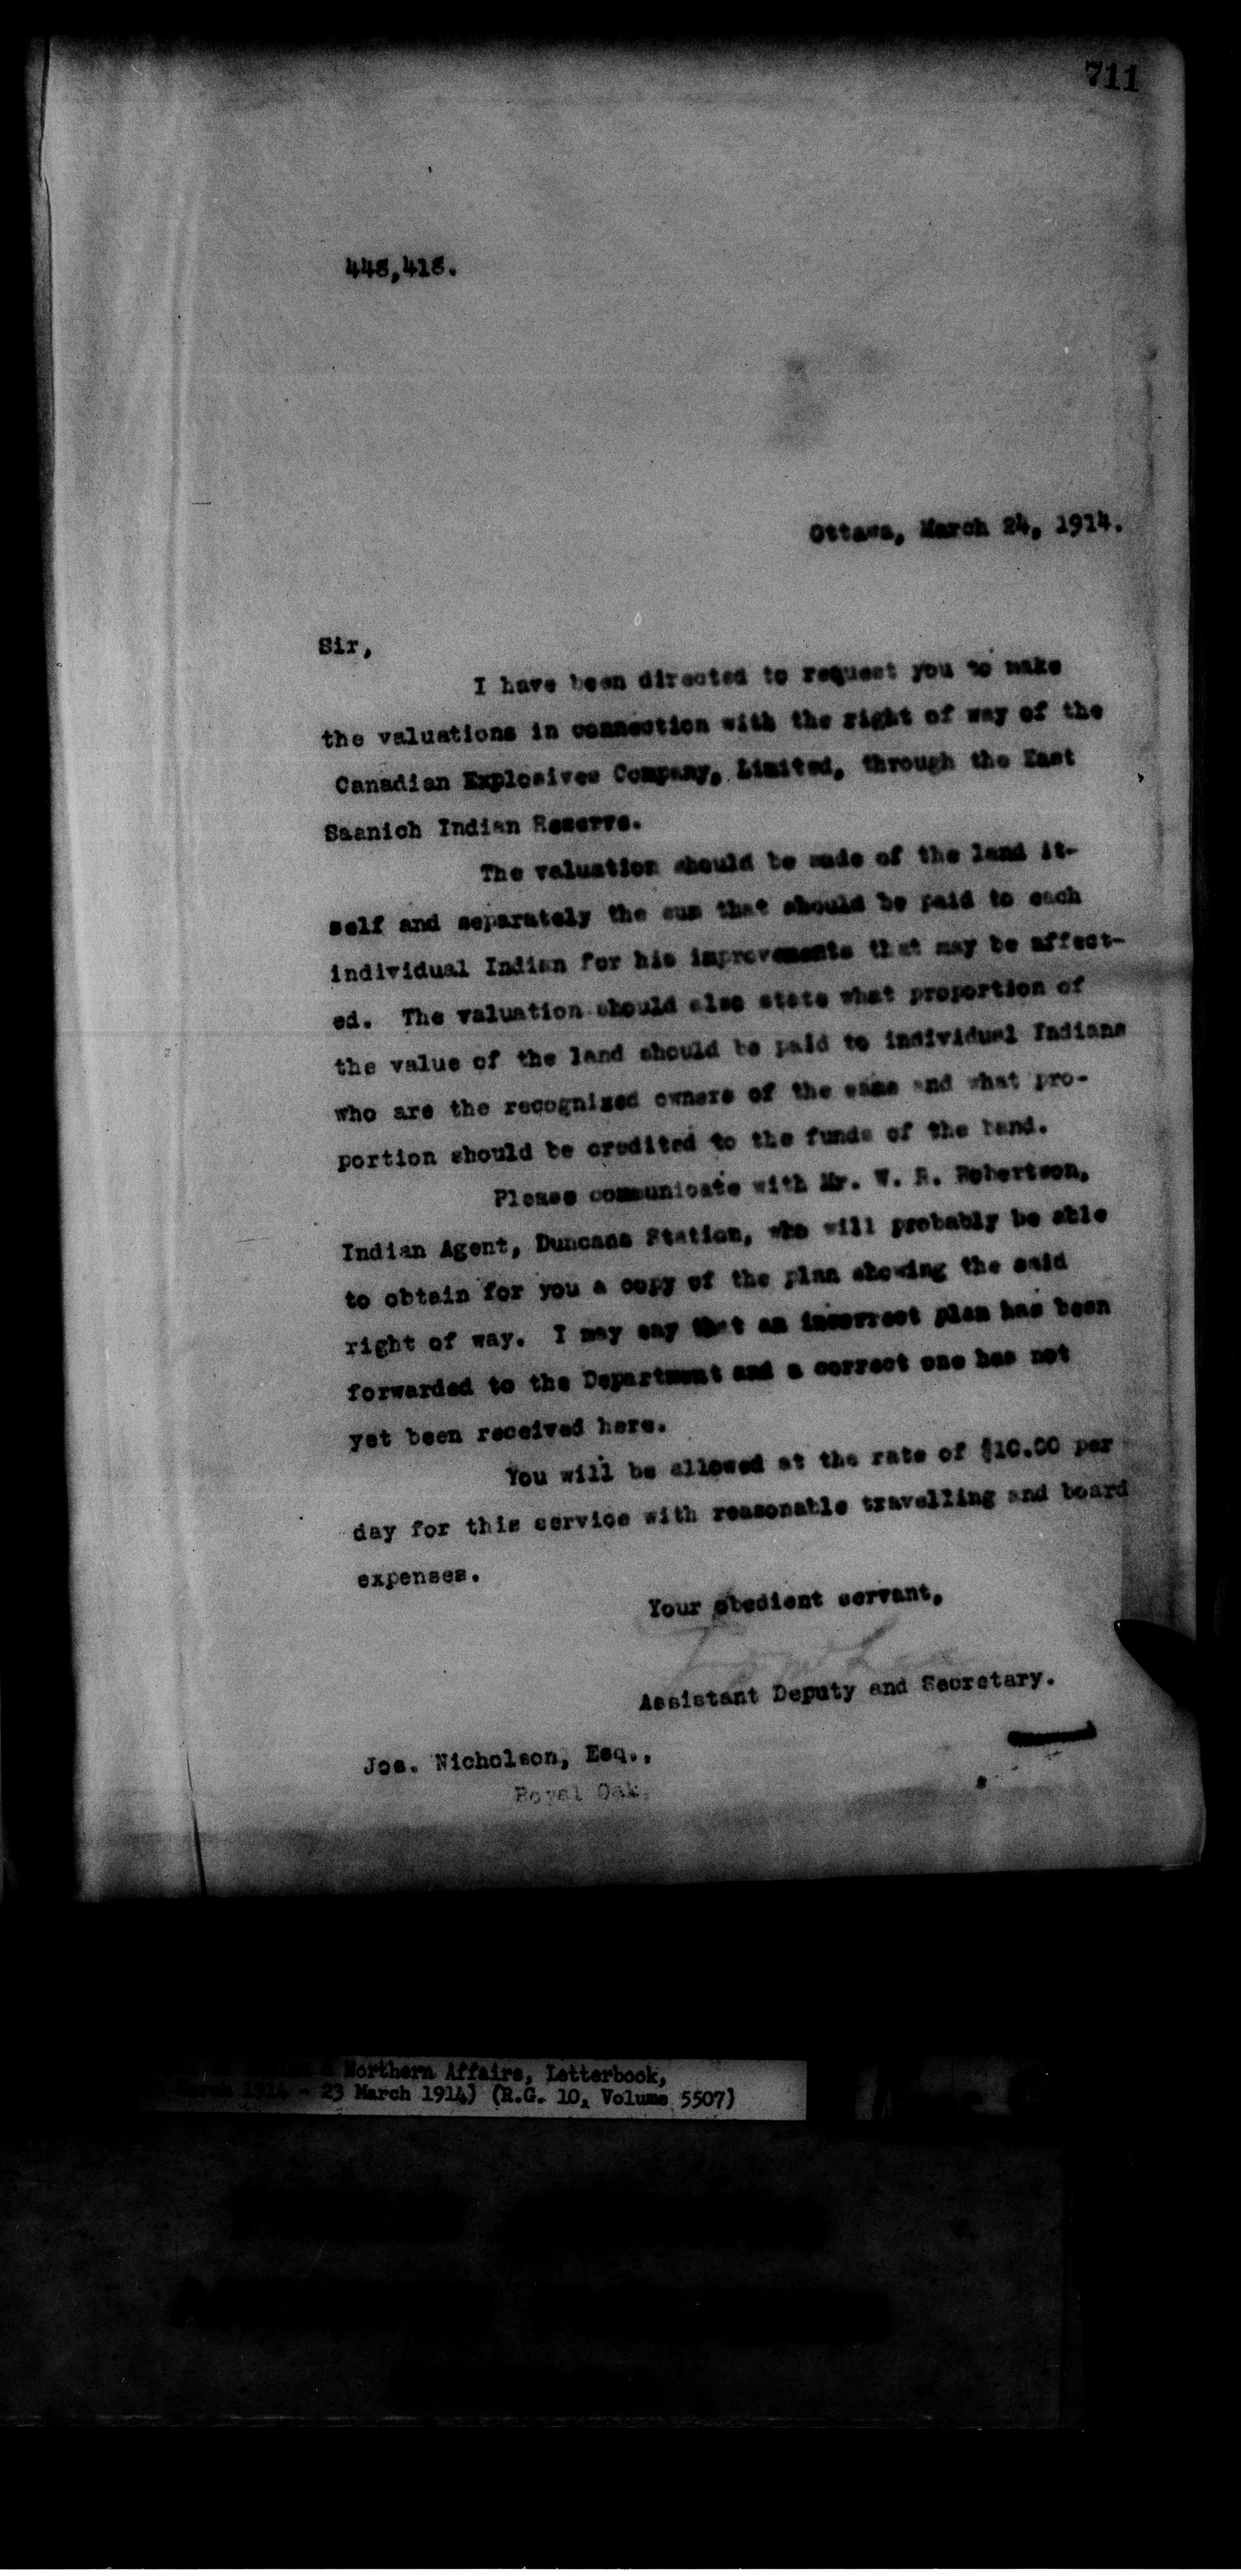 711
448,418.
Ottawa, March 24, 1914.
Sir,
I have been directed to request you to make
the valuations in connection with the right of way of the
Canadian Explosives Company, Limited, through the East
Saanich Indian Reserve.
The valuation should be made of the land it-
self and separately the sum that should be paid to each
individual Indian for his improvements that may be affect-
ed. The valuation should also state what proportion of
the value of the land should be paid to individual Indians
who are the recognized owners of the same and what pro-
portion should be credited to the funds of the band.
Please communicate with Mr. W. R. Robertson,
Indian Agent, Duncans Station, who will probably be able
to obtain for you a copy of the plan showing the said
right of way. I may say that an incorrect plan has been
forwarded to the Department and a correct one has not
yet been received here.
You will be allowed at the rate of $10.00 per
day for this service with reasonable travelling and board
expenses.
Your obedient servant,
Assistant Deputy and Secretary.
Jos. Nicholson, Esq.,
Royal Oak.
Northern Affairs, Letterbook,
March 1914 - 23 March 1914) (R.G. 10, Volume 5507)